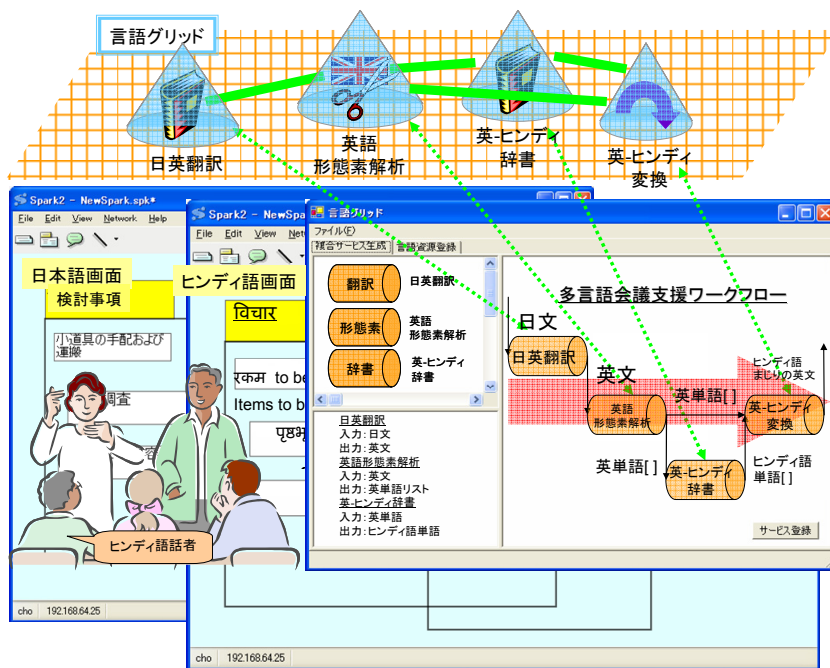 言語グリッド
日英翻訳
英語
形態素解析
英-ヒンディ
辞書
英-ヒンディ
変換
Spark2 - NewSpark.spk*
File Edit View Network Help
日本語画面
検討事項
小道具の手配および
運搬
調査
ヒンディ語話者
cho 192.168.64.25
Spark2 - NewS
File Edit View Net
ヒンディ語画面
विचार
रकम to be
Items to b
cho 192.168.64.25
言語グリッド
ファイル(F)
複合サービス生成 言語資源登録
翻訳 日英翻訳
形態素 英語
形態素解析
辞書 英-ヒンディ
辞書
日英翻訳
入力:日文
出力:英文
英語形態素解析
入力:英文
出力:英単語リスト
英-ヒンディ辞書
入力:英単語
出力:ヒンディ語単語
多言語会議支援ワークフロー
日文
日英翻訳
英文
英語
形態素解析
英単語[ ]
英単語[ ]
英-ヒンディ
辞書
ヒンディ語
単語[ ]
英-ヒンディ
変換
ヒンディ語
まじりの英文
サービス登録